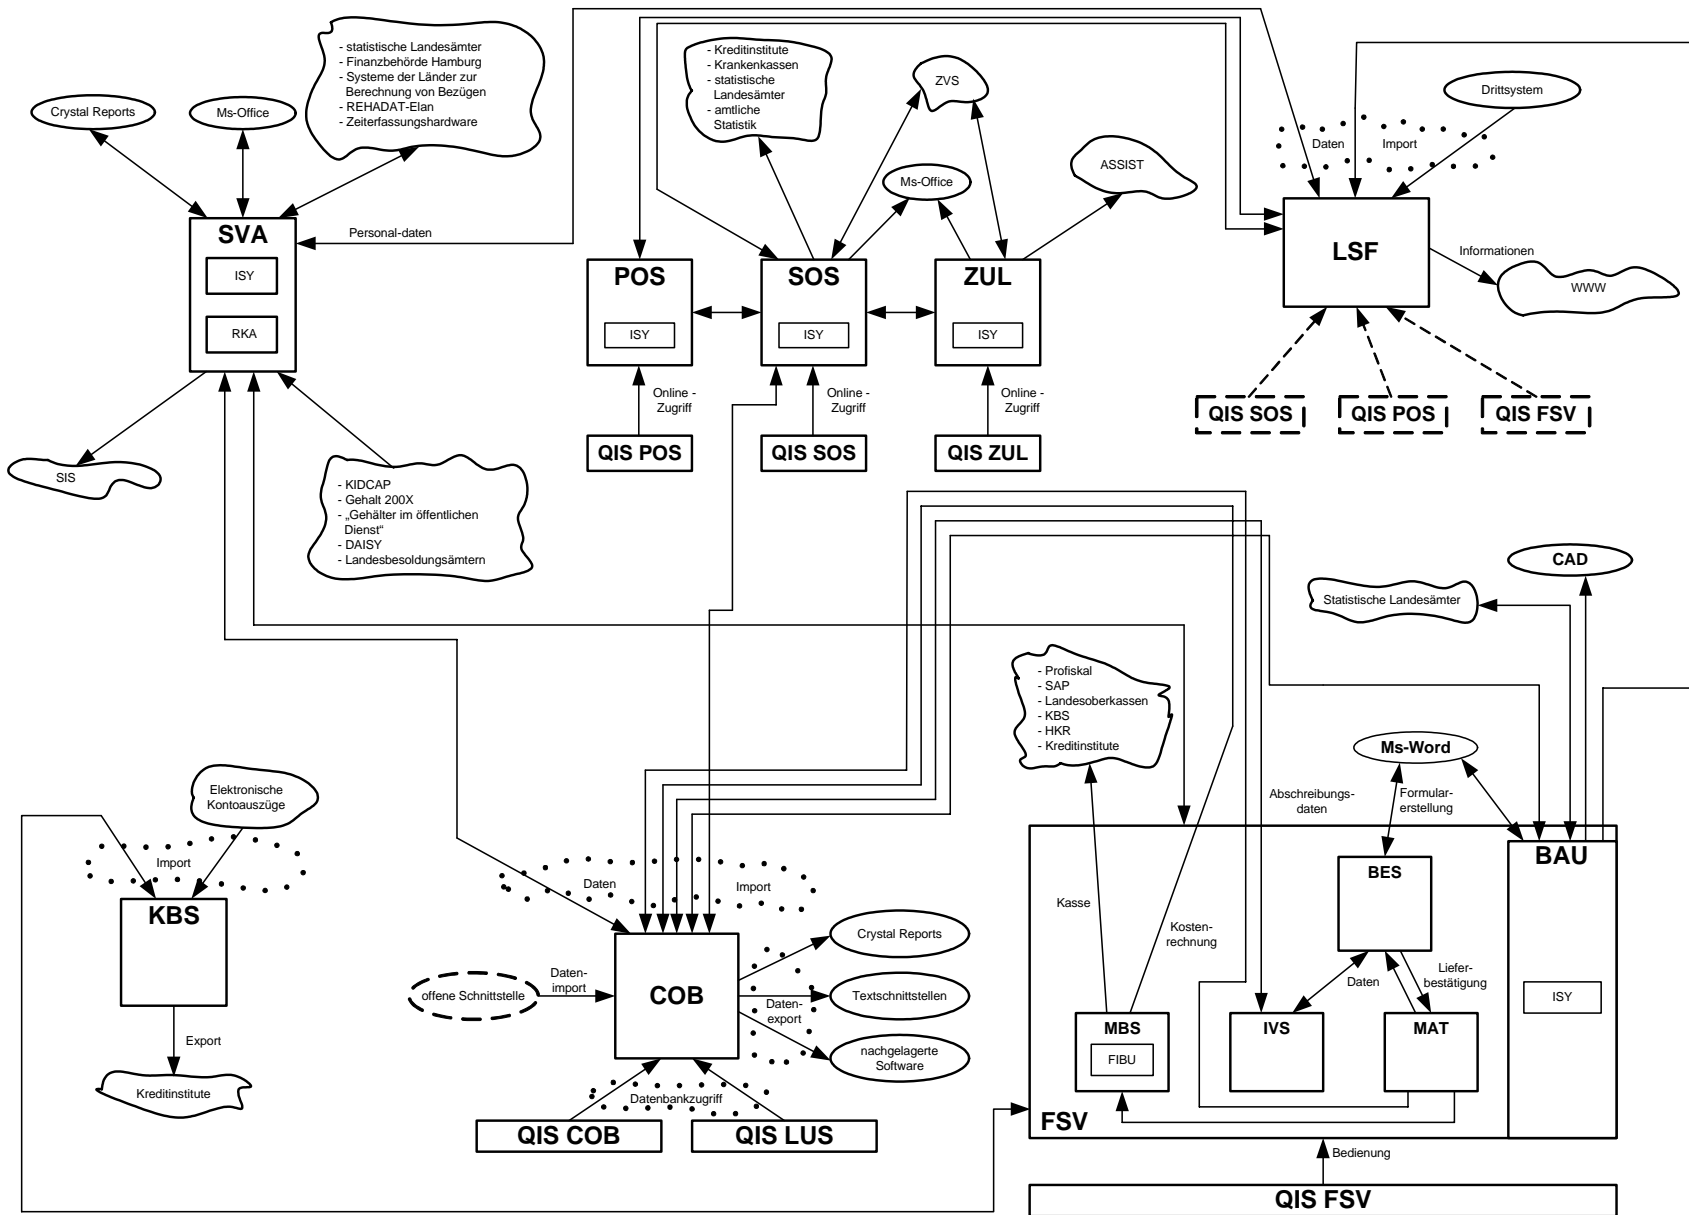 - statistische Landesämter
- Finanzbehörde Hamburg
- Systeme der Länder zur
Berechnung von Bezügen
- REHADAT-Elan
- Zeiterfassungshardware
Crystal Reports
Ms-Office
- Kreditinstitute
- Krankenkassen
- statistische
Landesämter
- amtliche
Statistik
ZVS
Ms-Office
ASSIST
Drittsystem
Daten
Import
SVA
ISY
RKA
Personal-daten
POS
ISY
SOS
ISY
ZUL
ISY
LSF
Informationen
WWW
Online -
Zugriff
Online -
Zugriff
Online -
Zugriff
QIS POS
QIS SOS
QIS ZUL
QIS SOS
QIS POS
QIS FSV
SIS
- KIDCAP
- Gehalt 200X
- „Gehälter im öffentlichen
Dienst“
- DAISY
- Landesbesoldungsämtern
CAD
Statistische Landesämter
- Profiskal
- SAP
- Landesoberkassen
- KBS
- HKR
- Kreditinstitute
Ms-Word
Elektronische
Kontoauszüge
Import
KBS
Export
Kreditinstitute
Daten
Import
offene Schnittstelle
Daten-
import
COB
Daten-
export
Crystal Reports
Textschnittstellen
nachgelagerte
Software
Datenbankzugriff
QIS COB
QIS LUS
Abschreibungs-
daten
Formular-
erstellung
Kasse
Kosten-
rechnung
BES
BAU
ISY
Daten
Liefer-
bestätigung
MBS
FIBU
IVS
MAT
FSV
Bedienung
QIS FSV